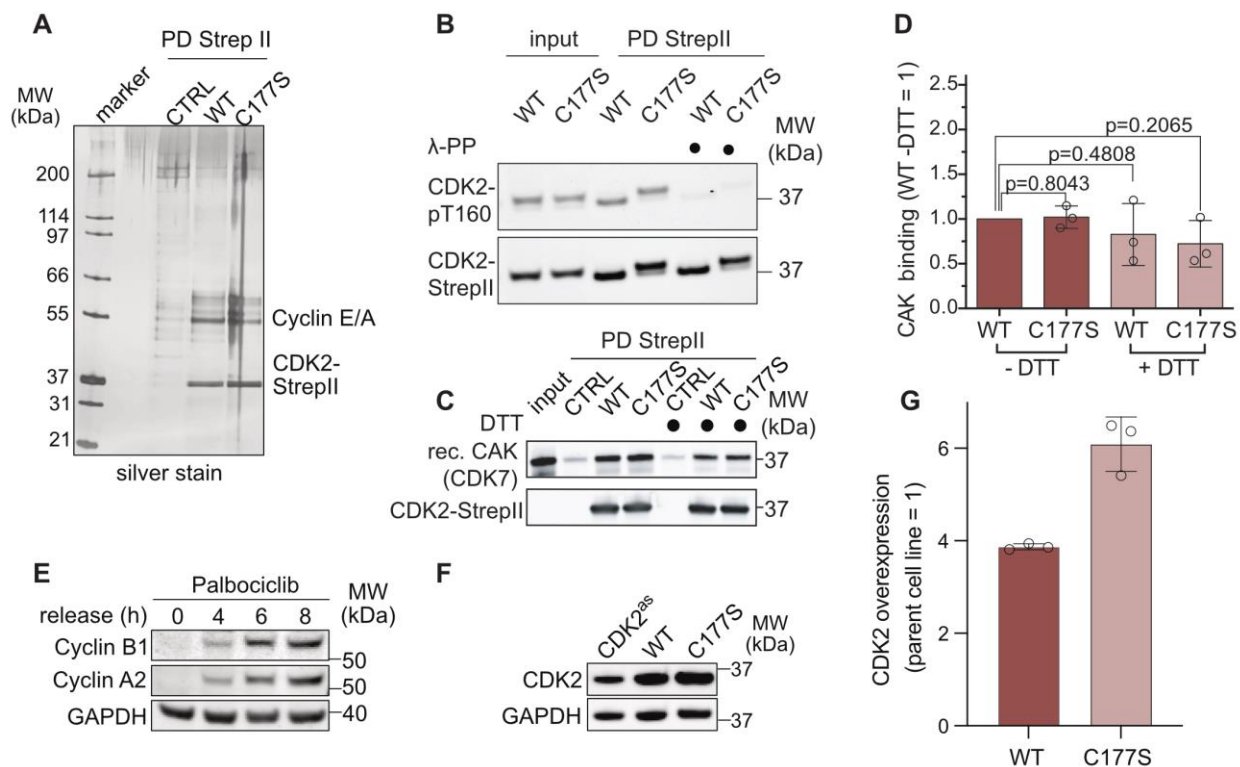 A
PD Strep II
MW
(kDa)
marker
CTRL
WT
C177S
200
114
97
66
55
37
31
21
Cyclin E/A
CDK2-
StrepII
silver stain
B
input
PD StrepII
WT
C177S
WT
C177S
WT
C177S
MW
(kDa)
λ-PP
● ●
CDK2-
pT160
37
CDK2-
StrepII
37
C
PD StrepII
input
CTRL
WT
C177S
CTRL
WT
C177S
MW
(kDa)
DTT
● ● ●
rec. CAK
(CDK7)
37
CDK2-StrepII
37
D
CAK binding (WT -DTT = 1)
2.5
2.0
1.5
1.0
0.5
0.0
p=0.2065
p=0.4808
p=0.8043
WT C177S WT C177S
- DTT + DTT
E
Palbociclib
MW
(kDa)
release (h) 0 4 6 8
Cyclin B1
50
Cyclin A2
50
GAPDH
40
F
CDK2as
WT
C177S
MW
(kDa)
CDK2
37
GAPDH
37
G
CDK2 overexpression
(parent cell line = 1)
6
4
2
0
WT C177S